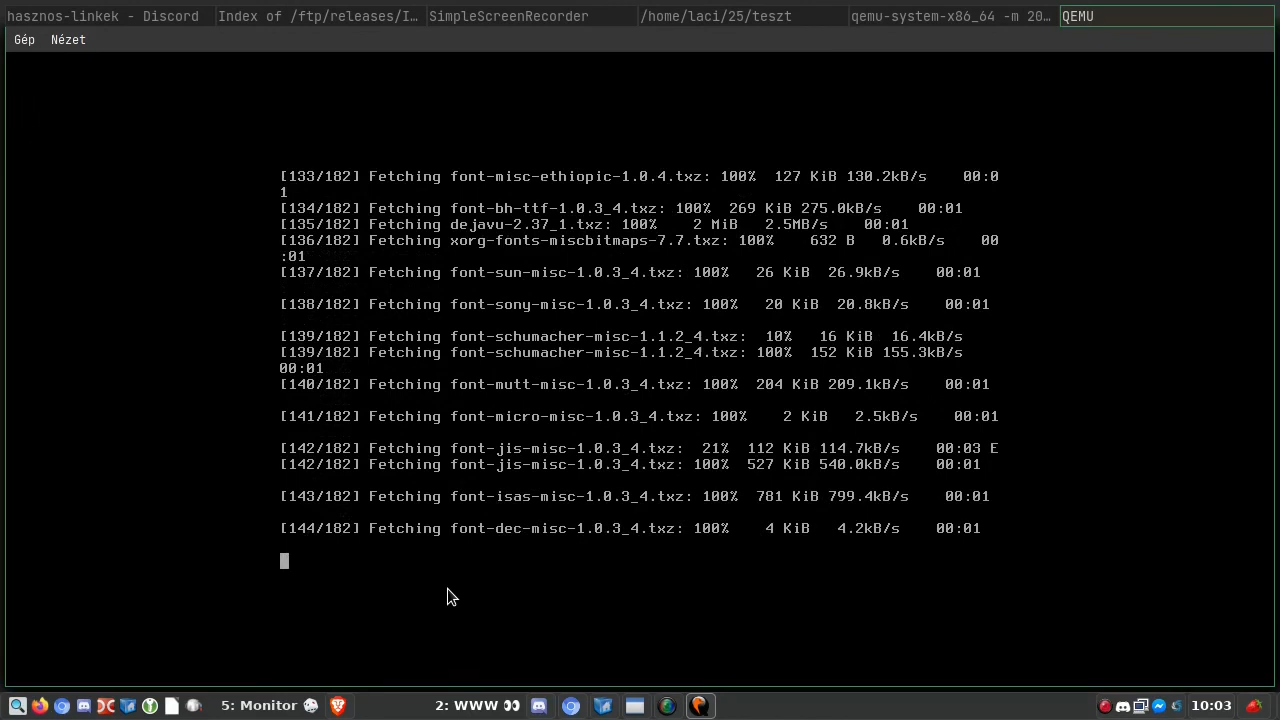 hasznos-linkek - Discord
Index of /ftp/releases/I…
SimpleScreenRecorder
/home/laci/25/teszt
qemu-system-x86_64 -m 20…
QEMU
Gép Nézet
[133/182] Fetching font-misc-ethiopic-1.0.4.txz: 100% 127 KiB 130.2kB/s 00:0
1
[134/182] Fetching font-bh-ttf-1.0.3_4.txz: 100% 269 KiB 275.0kB/s 00:01
[135/182] Fetching dejavu-2.37_1.txz: 100% 2 MiB 2.5MB/s 00:01
[136/182] Fetching xorg-fonts-miscbitmaps-7.7.txz: 100% 632 B 0.6kB/s 00
:01
[137/182] Fetching font-sun-misc-1.0.3_4.txz: 100% 26 KiB 26.9kB/s 00:01
[138/182] Fetching font-sony-misc-1.0.3_4.txz: 100% 20 KiB 20.8kB/s 00:01
[139/182] Fetching font-schumacher-misc-1.1.2_4.txz: 10% 16 KiB 16.4kB/s
[139/182] Fetching font-schumacher-misc-1.1.2_4.txz: 100% 152 KiB 155.3kB/s
00:01
[140/182] Fetching font-mutt-misc-1.0.3_4.txz: 100% 204 KiB 209.1kB/s 00:01
[141/182] Fetching font-micro-misc-1.0.3_4.txz: 100% 2 KiB 2.5kB/s 00:01
[142/182] Fetching font-jis-misc-1.0.3_4.txz: 21% 112 KiB 114.7kB/s 00:03 E
[142/182] Fetching font-jis-misc-1.0.3_4.txz: 100% 527 KiB 540.0kB/s 00:01
[143/182] Fetching font-isas-misc-1.0.3_4.txz: 100% 781 KiB 799.4kB/s 00:01
[144/182] Fetching font-dec-misc-1.0.3_4.txz: 100% 4 KiB 4.2kB/s 00:01
5: Monitor
2: WWW
10:03